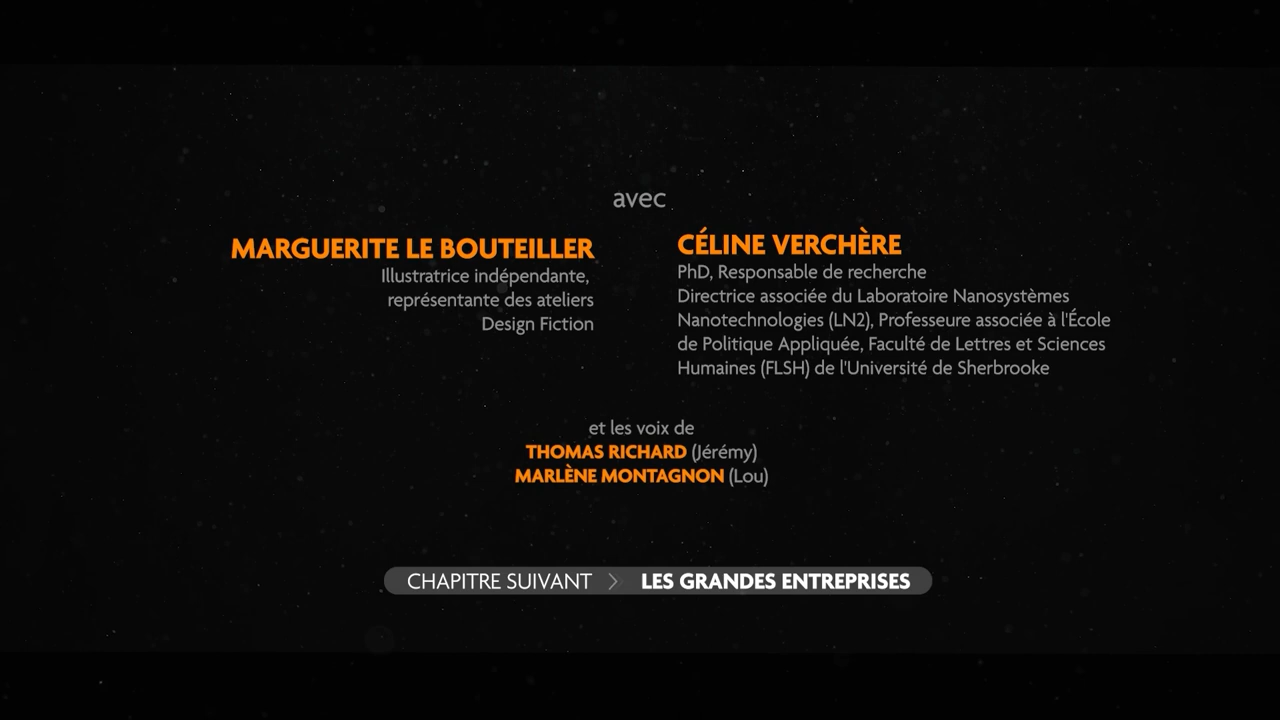 avec
MARGUERITE LE BOUTEILLER
Illustratrice indépendante,
représentante des ateliers
Design Fiction
CÉLINE VERCHÈRE
PhD, Responsable de recherche
Directrice associée du Laboratoire Nanosystèmes
Nanotechnologies (LN2), Professeure associée à l'École
de Politique Appliquée, Faculté de Lettres et Sciences
Humaines (FLSH) de l'Université de Sherbrooke
et les voix de
THOMAS RICHARD (Jérémy)
MARLÈNE MONTAGNON (Lou)
CHAPITRE SUIVANT > LES GRANDES ENTREPRISES